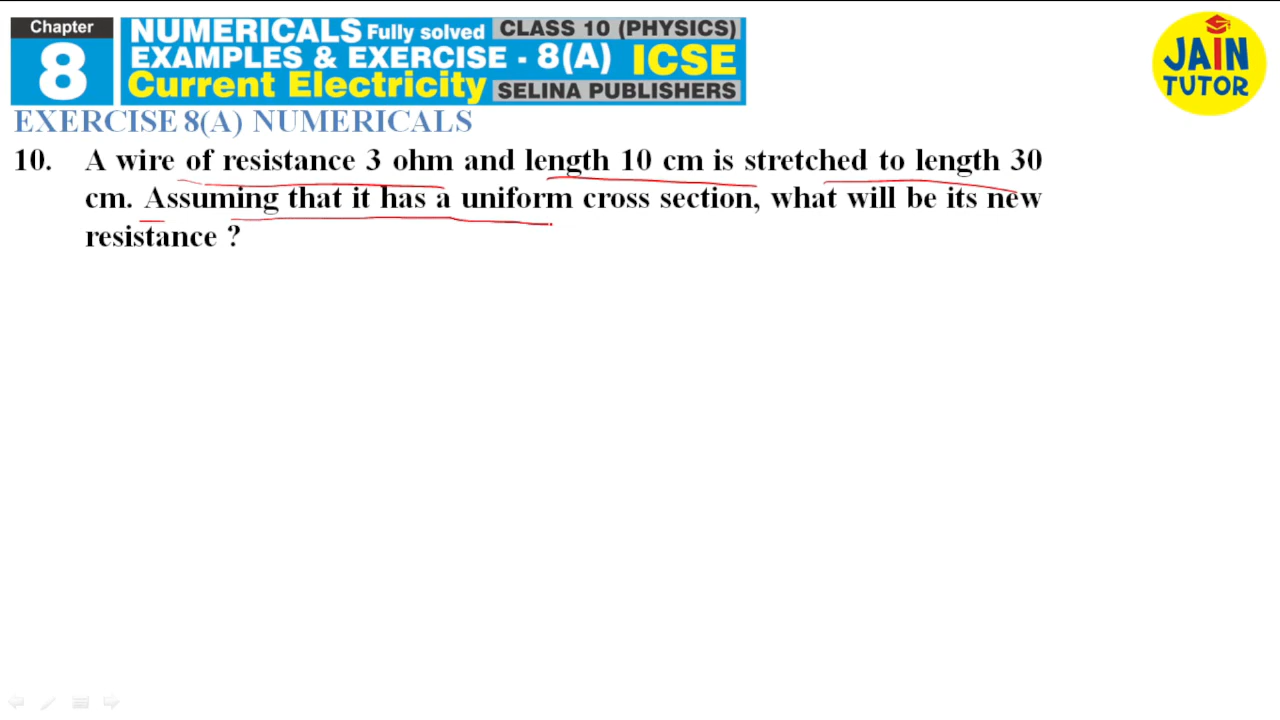 Chapter
8
NUMERICALS Fully solved CLASS 10 (PHYSICS)
EXAMPLES & EXERCISE - 8(A) ICSE
Current Electricity SELINA PUBLISHERS
JAIN
TUTOR
EXERCISE 8(A) NUMERICALS
10. A wire of resistance 3 ohm and length 10 cm is stretched to length 30
cm. Assuming that it has a uniform cross section, what will be its new
resistance ?